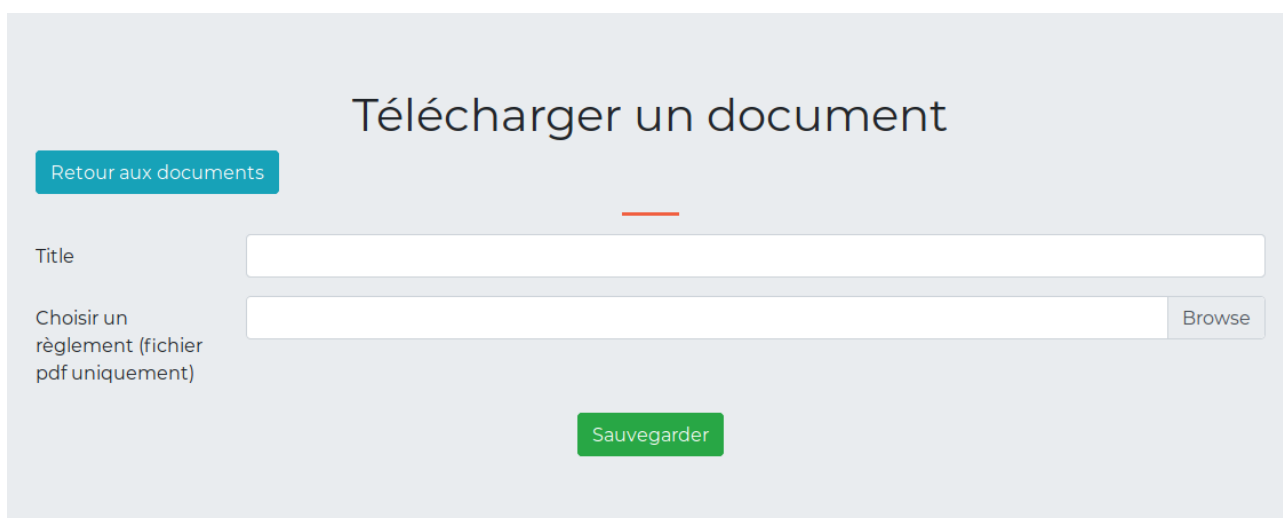 Télécharger un document
Retour aux documents
Title
Choisir un
règlement (fichier
pdf uniquement)
Browse
Sauvegarder